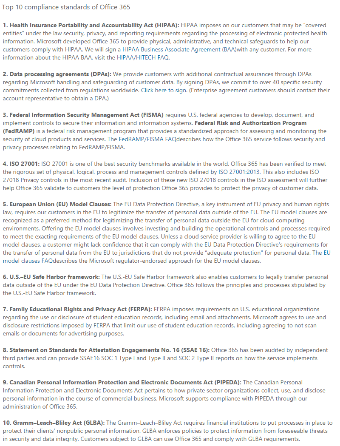 Top 10 compliance standards of Office 365
1. Health Insurance Portability and Accountability Act (HIPAA): HIPAA imposes on our customers that may be "covered
entities" under the law security, privacy, and reporting requirements regarding the processing of electronic protected health
information. Microsoft developed Office 365 to provide physical, administrative, and technical safeguards to help our
customers comply with HIPAA. We will sign a HIPAA Business Associate Agreement (BAA)with any customer. For more
information about the HIPAA BAA, visit the HIPAA/HITECH FAQ.
2. Data processing agreements (DPAs): We provide customers with additional contractual assurances through DPAs
regarding Microsoft handling and safeguarding of customer data. By signing DPAs, we commit to over 40 specific security
commitments collected from regulations worldwide. Click here to sign. (Enterprise agreement customers should contact their
account representative to obtain a DPA.)
3. Federal Information Security Management Act (FISMA) requires U.S. federal agencies to develop, document, and
implement controls to secure their information and information systems. Federal Risk and Authorization Program
(FedRAMP) is a federal risk management program that provides a standardized approach for assessing and monitoring the
security of cloud products and services. The FedRAMP/FISMA FAQdescribes how the Office 365 service follows security and
privacy processes relating to FedRAMP/FISMA.
4. ISO 27001: ISO 27001 is one of the best security benchmarks available in the world. Office 365 has been verified to meet
the rigorous set of physical, logical, process and management controls defined by ISO 27001:2013. This also includes ISO
27018 Privacy controls, in the most recent audit. Inclusion of these new ISO 27018 controls in the ISO assessment will further
help Office 365 validate to customers the level of protection Office 365 provides to protect the privacy of customer data.
5. European Union (EU) Model Clauses: The EU Data Protection Directive, a key instrument of EU privacy and human rights
law, requires our customers in the EU to legitimize the transfer of personal data outside of the EU. The EU model clauses are
recognized as a preferred method for legitimizing the transfer of personal data outside the EU for cloud computing
environments. Offering the EU model clauses involves investing and building the operational controls and processes required
to meet the exacting requirements of the EU model clauses. Unless a cloud service provider is willing to agree to the EU
model clauses, a customer might lack confidence that it can comply with the EU Data Protection Directive's requirements for
the transfer of personal data from the EU to jurisdictions that do not provide "adequate protection" for personal data. The EU
model clauses FAQdescribes the Microsoft regulator-endorsed approach for the EU model clauses.
6. U.S.–EU Safe Harbor framework: The U.S.-EU Safe Harbor framework also enables customers to legally transfer personal
data outside of the EU under the EU Data Protection Directive. Office 365 follows the principles and processes stipulated by
the U.S.-EU Safe Harbor framework.
7. Family Educational Rights and Privacy Act (FERPA): FERPA imposes requirements on U.S. educational organizations
regarding the use or disclosure of student education records, including email and attachments. Microsoft agrees to use and
disclosure restrictions imposed by FERPA that limit our use of student education records, including agreeing to not scan
emails or documents for advertising purposes.
8. Statement on Standards for Attestation Engagements No. 16 (SSAE 16): Office 365 has been audited by independent
third parties and can provide SSAE16 SOC 1 Type I and Type II and SOC 2 Type II reports on how the service implements
controls.
9. Canadian Personal Information Protection and Electronic Documents Act (PIPEDA): The Canadian Personal
Information Protection and Electronic Documents Act pertains to how private sector organizations collect, use, and disclose
personal information in the course of commercial business. Microsoft supports compliance with PIPEDA through our
administration of Office 365.
10. Gramm–Leach–Bliley Act (GLBA): The Gramm–Leach–Bliley Act requires financial institutions to put processes in place to
protect their clients' nonpublic personal information. GLBA enforces policies to protect information from foreseeable threats
in security and data integrity. Customers subject to GLBA can use Office 365 and comply with GLBA requirements.